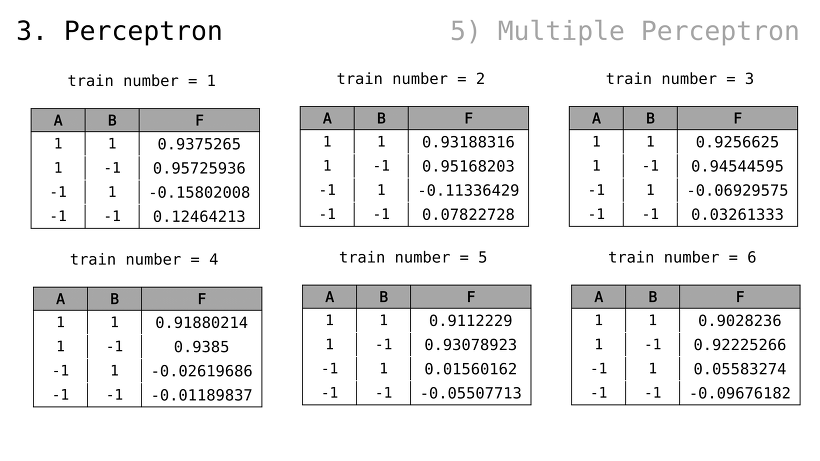 3. Perceptron
5) Multiple Perceptron
train number = 1
A B F
1 1 0.9375265
1 -1 0.95725936
-1 1 -0.15802008
-1 -1 0.12464213
train number = 2
A B F
1 1 0.93188316
1 -1 0.95168203
-1 1 -0.11336429
-1 -1 0.07822728
train number = 3
A B F
1 1 0.9256625
1 -1 0.94544595
-1 1 -0.06929575
-1 -1 0.03261333
train number = 4
A B F
1 1 0.91880214
1 -1 0.9385
-1 1 -0.02619686
-1 -1 -0.01189837
train number = 5
A B F
1 1 0.9112229
1 -1 0.93078923
-1 1 0.01560162
-1 -1 -0.05507713
train number = 6
A B F
1 1 0.9028236
1 -1 0.92225266
-1 1 0.05583274
-1 -1 -0.09676182